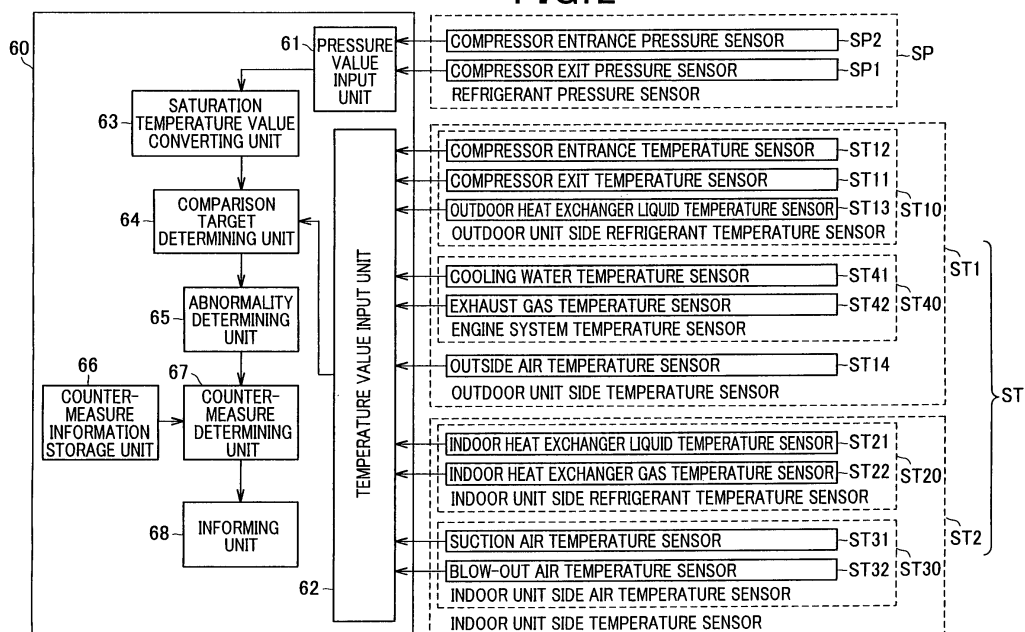 FIG.2
60
61
PRESSURE
VALUE
INPUT
UNIT
63
SATURATION
TEMPERATURE VALUE
CONVERTING UNIT
64
COMPARISON
TARGET
DETERMINING UNIT
65
ABNORMALITY
DETERMINING
UNIT
66
COUNTER-
MEASURE
INFORMATION
STORAGE UNIT
67
COUNTER-
MEASURE
DETERMINING
UNIT
68
INFORMING
UNIT
62
TEMPERATURE VALUE INPUT UNIT
COMPRESSOR ENTRANCE PRESSURE SENSOR SP2
COMPRESSOR EXIT PRESSURE SENSOR SP1
REFRIGERANT PRESSURE SENSOR
SP
COMPRESSOR ENTRANCE TEMPERATURE SENSOR ST12
COMPRESSOR EXIT TEMPERATURE SENSOR ST11
OUTDOOR HEAT EXCHANGER LIQUID TEMPERATURE SENSOR ST13
OUTDOOR UNIT SIDE REFRIGERANT TEMPERATURE SENSOR
ST10
COOLING WATER TEMPERATURE SENSOR ST41
EXHAUST GAS TEMPERATURE SENSOR ST42
ENGINE SYSTEM TEMPERATURE SENSOR
ST40
OUTSIDE AIR TEMPERATURE SENSOR ST14
OUTDOOR UNIT SIDE TEMPERATURE SENSOR
ST1
INDOOR HEAT EXCHANGER LIQUID TEMPERATURE SENSOR ST21
INDOOR HEAT EXCHANGER GAS TEMPERATURE SENSOR ST22
INDOOR UNIT SIDE REFRIGERANT TEMPERATURE SENSOR
ST20
SUCTION AIR TEMPERATURE SENSOR ST31
BLOW-OUT AIR TEMPERATURE SENSOR ST32
INDOOR UNIT SIDE AIR TEMPERATURE SENSOR
ST30
INDOOR UNIT SIDE TEMPERATURE SENSOR
ST2
ST